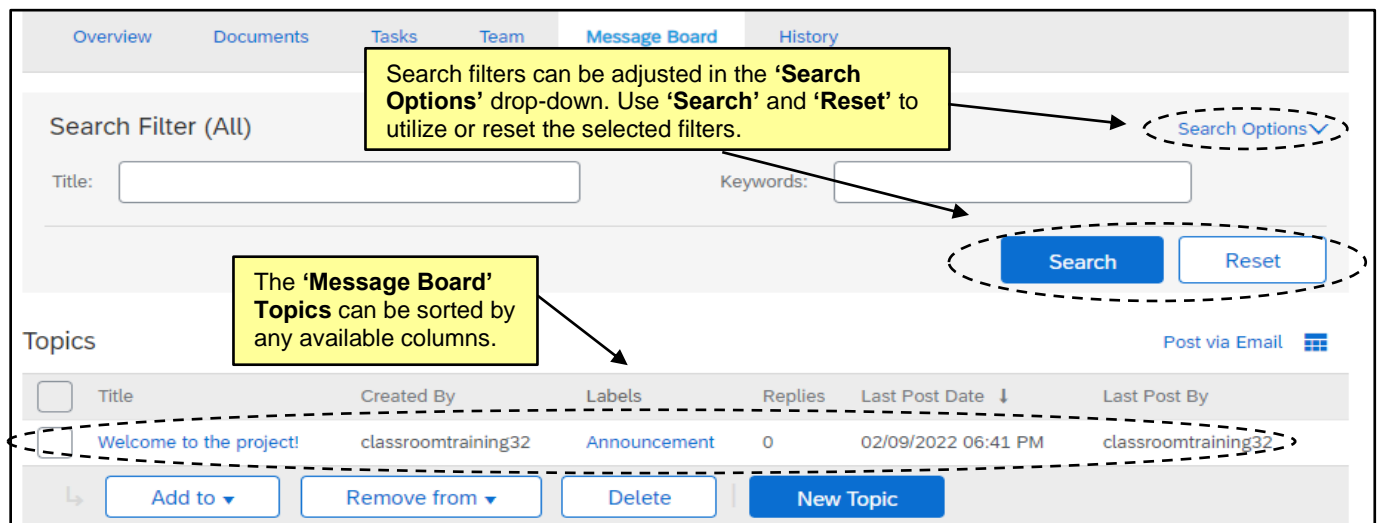 Overview Documents Tasks Team Message Board History
Search filters can be adjusted in the ‘Search
Options’ drop-down. Use ‘Search’ and ‘Reset’ to
utilize or reset the selected filters.
Search Filter (All)
Search Options
Title:
Keywords:
Search Reset
The ‘Message Board’
Topics can be sorted by
any available columns.
Topics
Post via Email
Title Created By Labels Replies Last Post Date ↓ Last Post By
Welcome to the project! classroomtraining32 Announcement 0 02/09/2022 06:41 PM classroomtraining32
Add to Remove from Delete New Topic